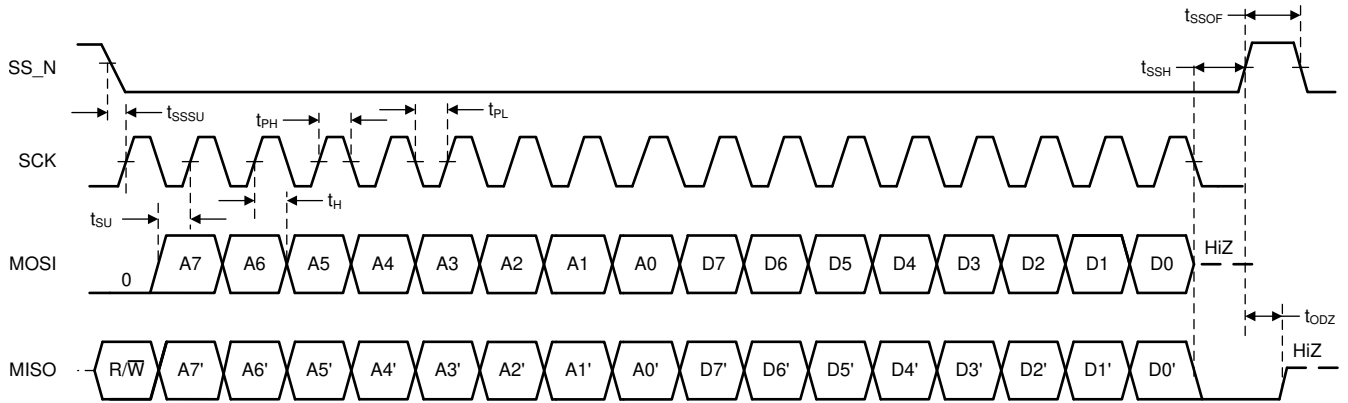 tSSOF
SS_N
tSSH
tSSSU
tPH
tPL
SCK
tSU
tH
MOSI
0 A7 A6 A5 A4 A3 A2 A1 A0 D7 D6 D5 D4 D3 D2 D1 D0 HiZ
tODZ
HiZ
MISO R/W̅ A7' A6' A5' A4' A3' A2' A1' A0' D7' D6' D5' D4' D3' D2' D1' D0'